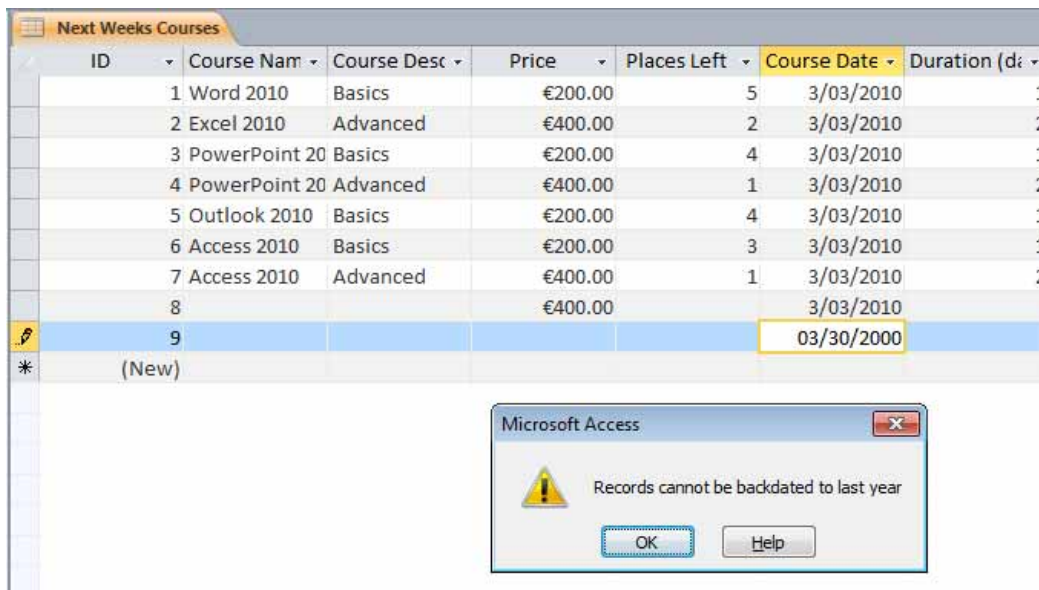 Next Weeks Courses
ID Course Nam Course Desc Price Places Left Course Date Duration (da
1 Word 2010 Basics €200.00 5 3/03/2010
2 Excel 2010 Advanced €400.00 2 3/03/2010
3 PowerPoint 20 Basics €200.00 4 3/03/2010
4 PowerPoint 20 Advanced €400.00 1 3/03/2010
5 Outlook 2010 Basics €200.00 4 3/03/2010
6 Access 2010 Basics €200.00 3 3/03/2010
7 Access 2010 Advanced €400.00 1 3/03/2010
8 €400.00 3/03/2010
9 03/30/2000
(New)
Microsoft Access
Records cannot be backdated to last year
OK Help